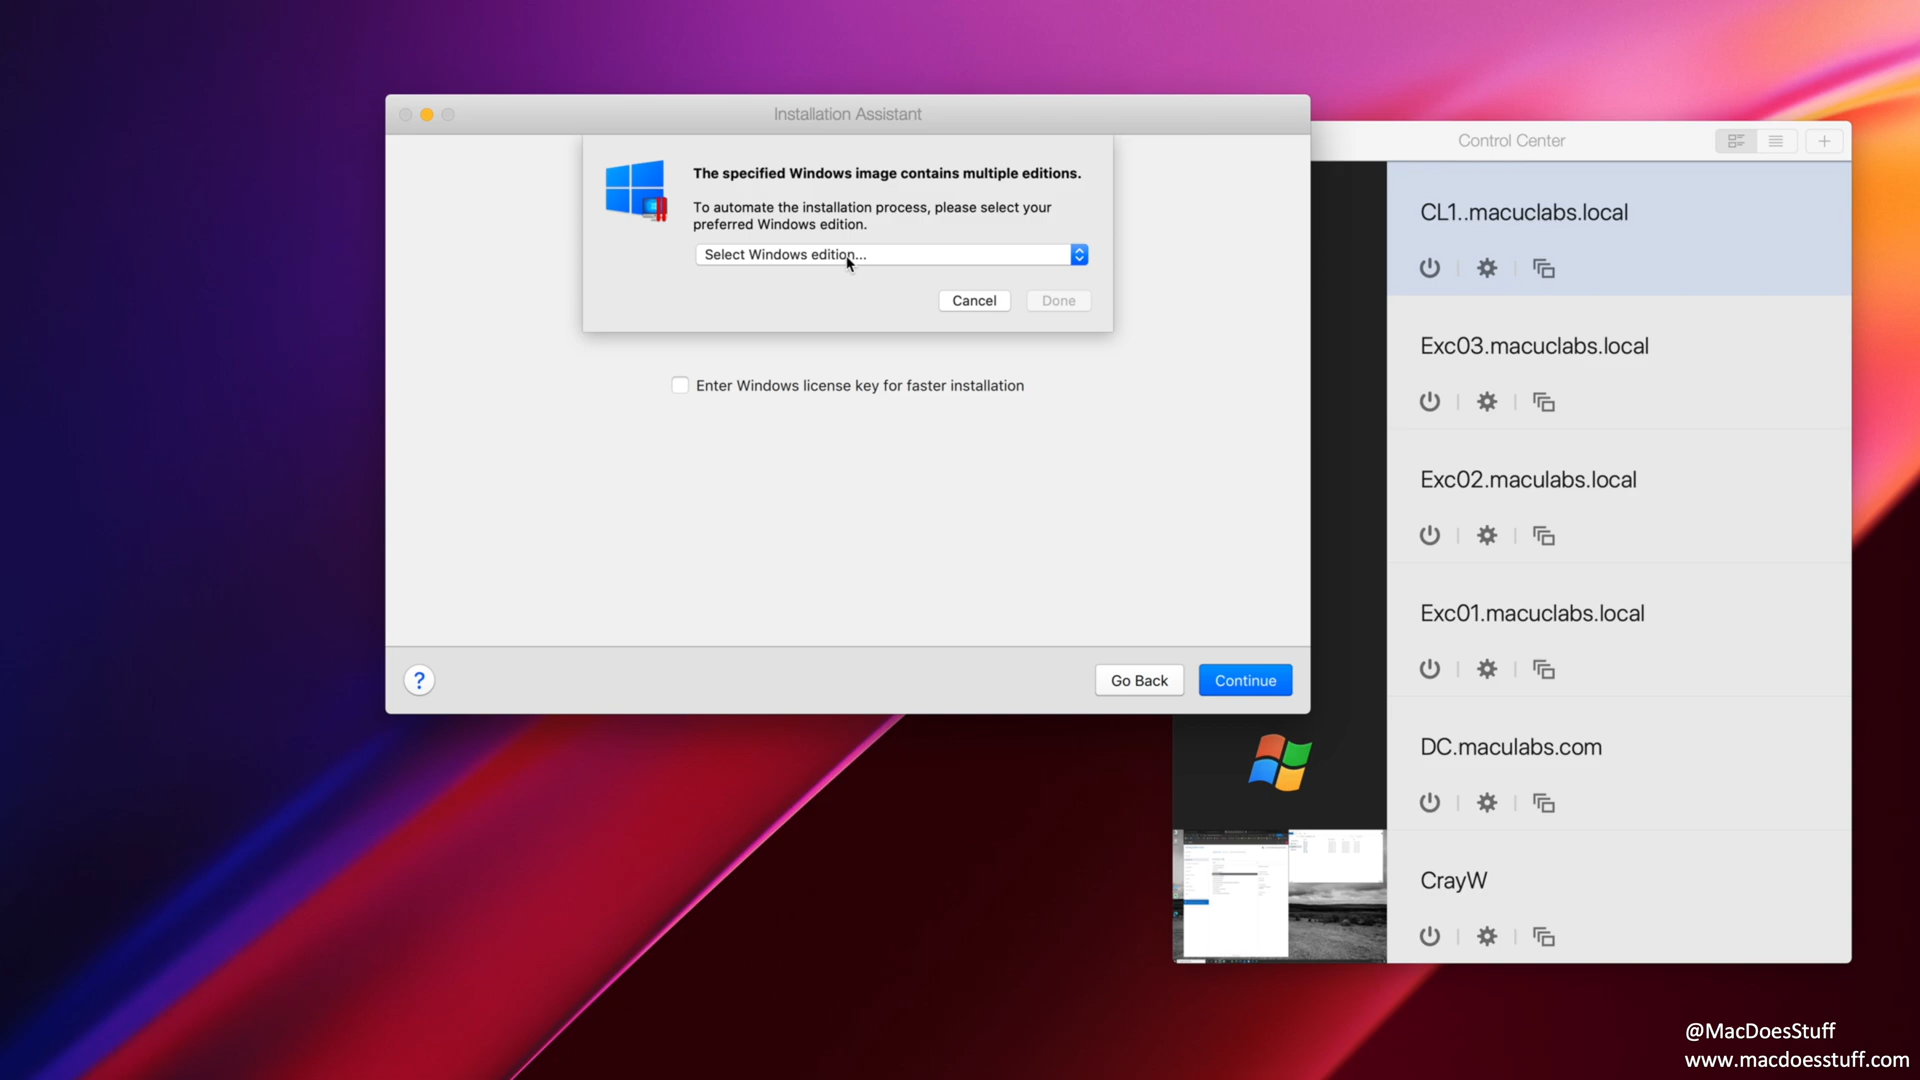 Installation Assistant
The specified Windows image contains multiple editions.
To automate the installation process, please select your
preferred Windows edition.
Select Windows edition...
Cancel
Done
Enter Windows license key for faster installation
?
Go Back
Continue
Control Center
CL1..macuclabs.local
Exc03.macuclabs.local
Exc02.maculabs.local
Exc01.macuclabs.local
DC.maculabs.com
CrayW
@MacDoesStuff
www.macdoesstuff.com